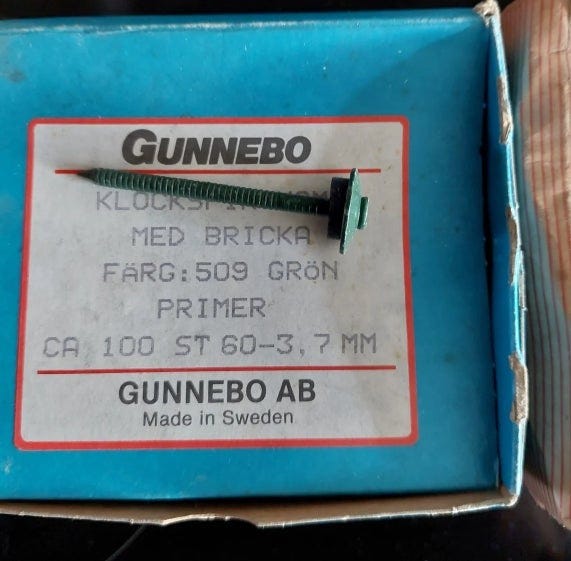 GUNNEBO
MED BRICKA
FÄRG:509 GRÖN
PRIMER
CA 100 ST 60-3,7 MM
GUNNEBO AB
Made in Sweden